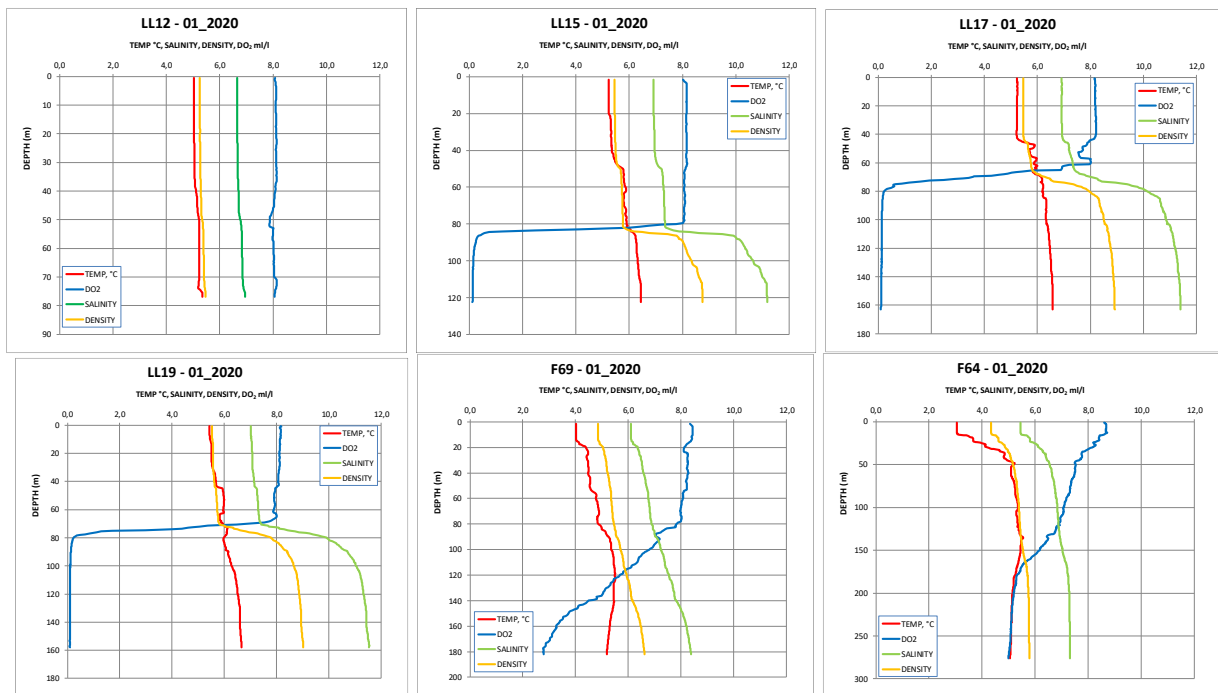 LL12 - 01_2020
TEMP °C, SALINITY, DENSITY, DO₂ ml/l
0,0 2,0 4,0 6,0 8,0 10,0 12,0
DEPTH (m)
0
10
20
30
40
50
60
70
80
90
TEMP, °C
DO2
SALINITY
DENSITY
LL15 - 01_2020
TEMP °C, SALINITY, DENSITY, DO₂ ml/l
0,0 2,0 4,0 6,0 8,0 10,0 12,0
DEPTH (m)
0
20
40
60
80
100
120
140
TEMP, °C
DO2
SALINITY
DENSITY
LL17 - 01_2020
TEMP °C, SALINITY, DENSITY, DO₂ ml/l
0,0 2,0 4,0 6,0 8,0 10,0 12,0
DEPTH (m)
0
20
40
60
80
100
120
140
160
180
TEMP, °C
DO2
SALINITY
DENSITY
LL19 - 01_2020
TEMP °C, SALINITY, DENSITY, DO₂ ml/l
0,0 2,0 4,0 6,0 8,0 10,0 12,0
DEPTH (m)
0
20
40
60
80
100
120
140
160
180
TEMP, °C
DO2
SALINITY
DENSITY
F69 - 01_2020
TEMP °C, SALINITY, DENSITY, DO₂ ml/l
0,0 2,0 4,0 6,0 8,0 10,0 12,0
DEPTH (m)
0
20
40
60
80
100
120
140
160
180
200
TEMP, °C
DO2
SALINITY
DENSITY
F64 - 01_2020
TEMP °C, SALINITY, DENSITY, DO₂ ml/l
0,0 2,0 4,0 6,0 8,0 10,0 12,0
DEPTH (m)
0
50
100
150
200
250
300
TEMP, °C
DO2
SALINITY
DENSITY